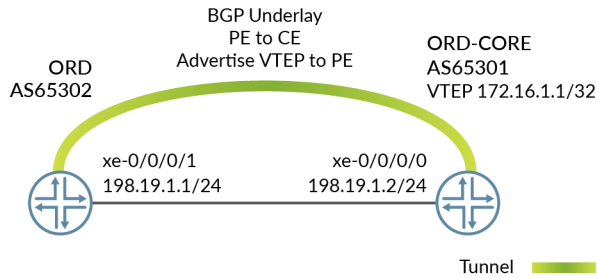 BGP Underlay
PE to CE
Advertise VTEP to PE
ORD
AS65302
ORD-CORE
AS65301
VTEP 172.16.1.1/32
xe-0/0/0/1
198.19.1.1/24
xe-0/0/0/0
198.19.1.2/24
Tunnel